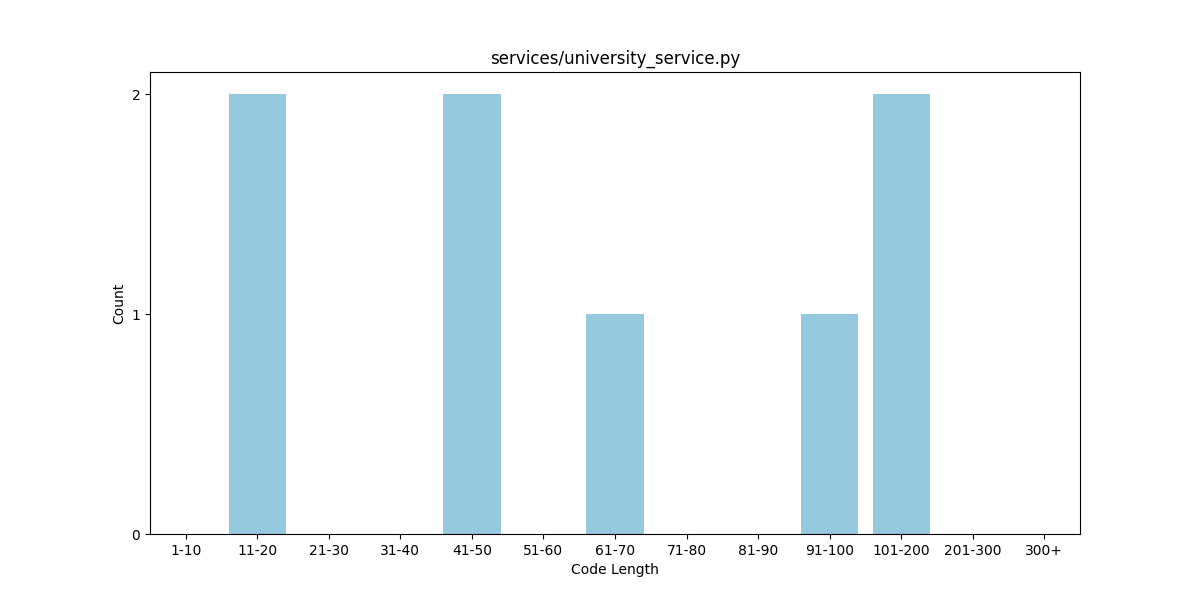 services/university_service.py
2
1
0
Count
1-10 11-20 21-30 31-40 41-50 51-60 61-70 71-80 81-90 91-100 101-200 201-300 300+
Code Length